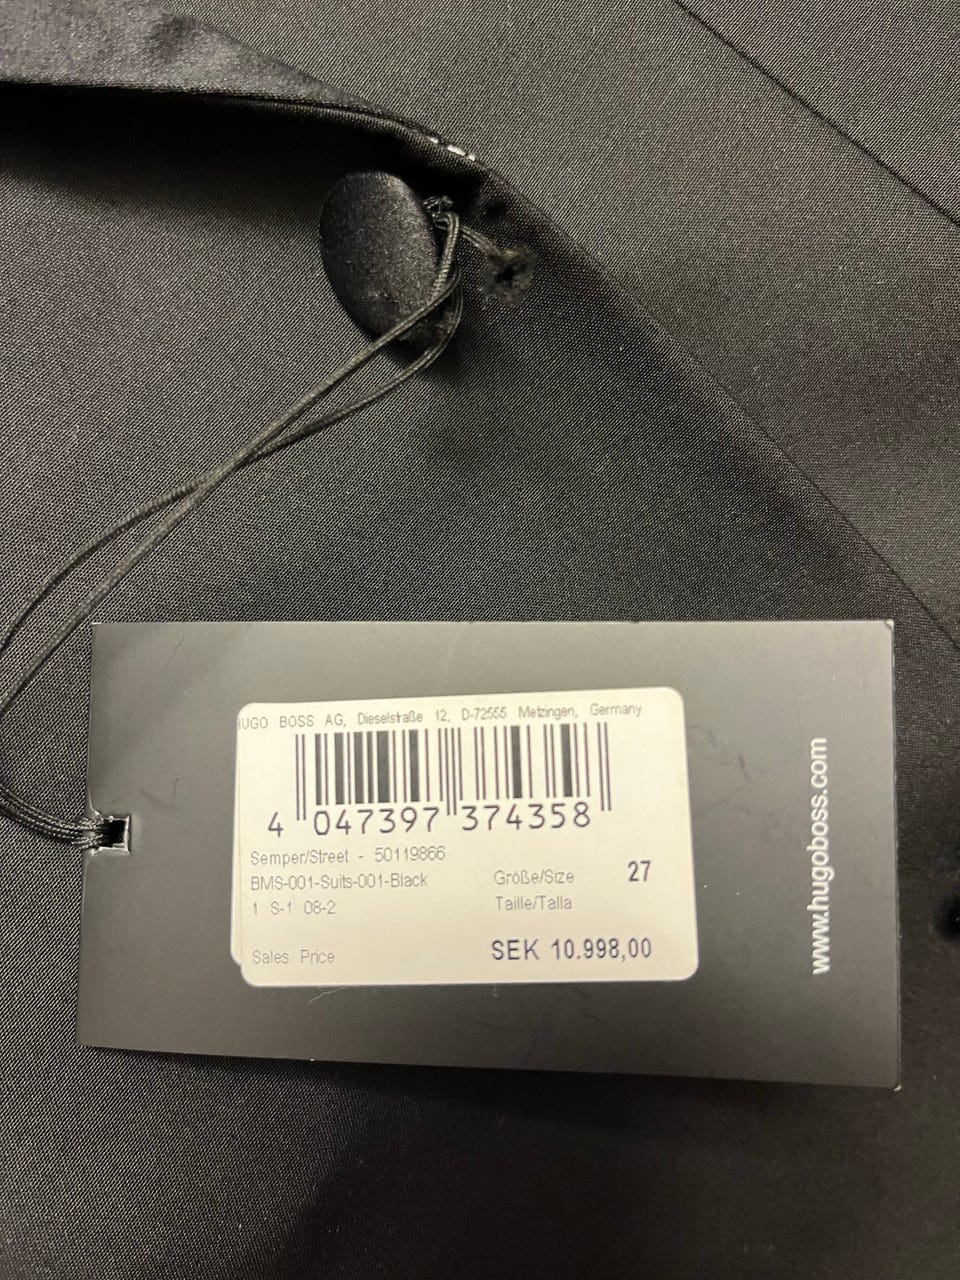 HUGO BOSS AG, Dieselstraße 12, D-72555 Metzingen, Germany
4 047397 374358
Semper/Street - 50119866
BMS-001-Suits-001-Black
Größe/Size 27
1 S-1 08-2
Taille/Talla
Sales Price SEK 10.998,00
www.hugoboss.com